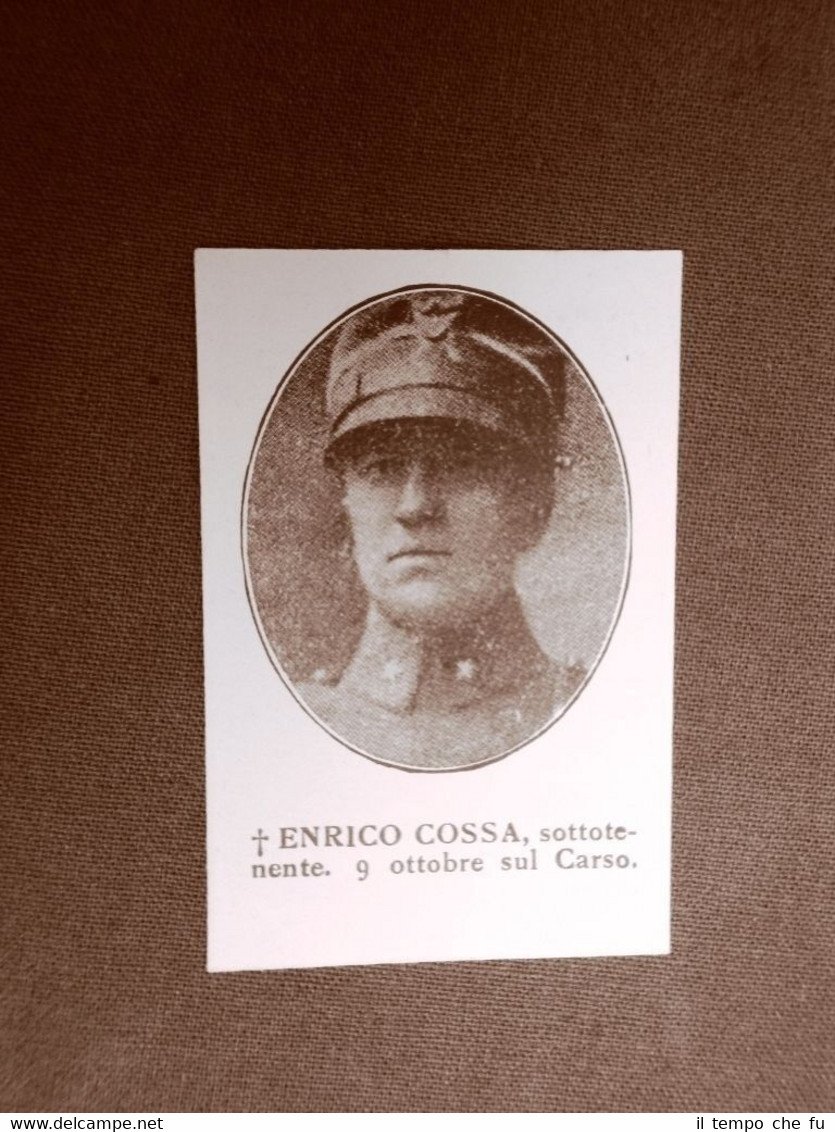 † ENRICO COSSA, sottote-
nente. 9 ottobre sul Carso.
www.delcampe.net
il tempo che fu